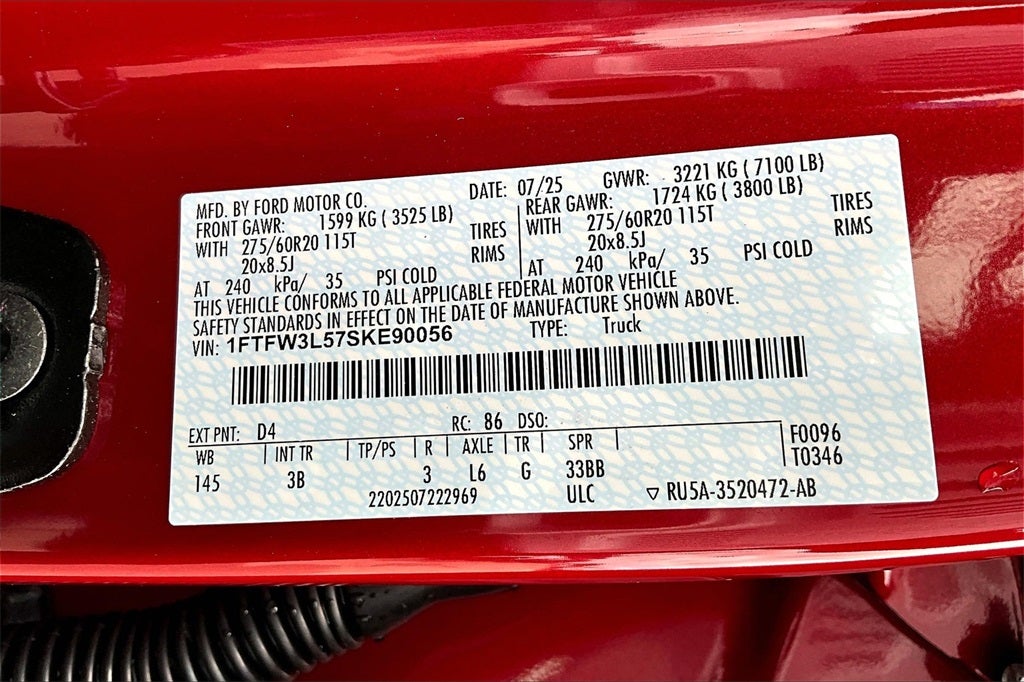 MFD. BY FORD MOTOR CO. DATE: 07/25 GVWR: 3221 KG ( 7100 LB)
FRONT GAWR: 1599 KG ( 3525 LB) REAR GAWR: 1724 KG ( 3800 LB)
WITH 275/60R20 115T TIRES WITH 275/60R20 115T TIRES
20x8.5J RIMS 20x8.5J RIMS
AT 240 kPa/ 35 PSI COLD AT 240 kPa/ 35 PSI COLD
THIS VEHICLE CONFORMS TO ALL APPLICABLE FEDERAL MOTOR VEHICLE
SAFETY STANDARDS IN EFFECT ON THE DATE OF MANUFACTURE SHOWN ABOVE.
VIN: 1FTFW3L57SKE90056 TYPE: Truck
EXT PNT: D4 RC: 86 DSO:
WB INT TR TP/PS R AXLE TR SPR F0096
145 3B 3 L6 G 33BB T0346
2202507222969 ULC ▽ RU5A-3520472-AB